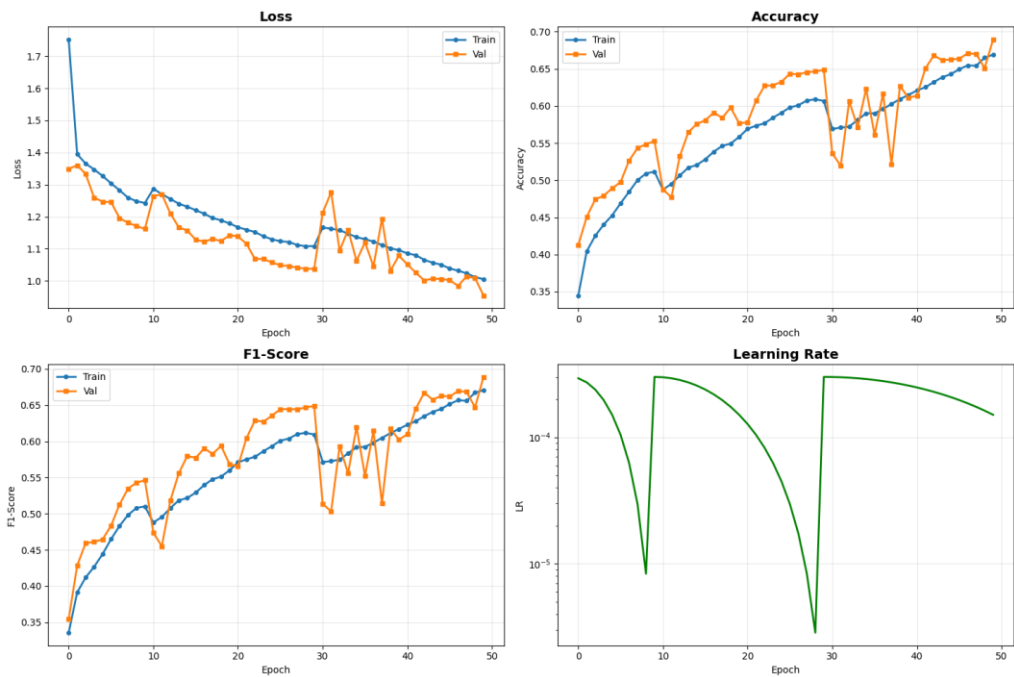 Loss
Accuracy
1.7
1.6
1.5
1.4
1.3
1.2
1.1
1.0
Loss
Train
Val
0
10
20
30
40
50
Epoch
0.70
0.65
0.60
0.55
0.50
0.45
0.40
0.35
Accuracy
Train
Val
0
10
20
30
40
50
Epoch
F1-Score
Learning Rate
0.70
0.65
0.60
0.55
0.50
0.45
0.40
0.35
F1-Score
Train
Val
0
10
20
30
40
50
Epoch
10⁻⁴
10⁻⁵
LR
0
10
20
30
40
50
Epoch